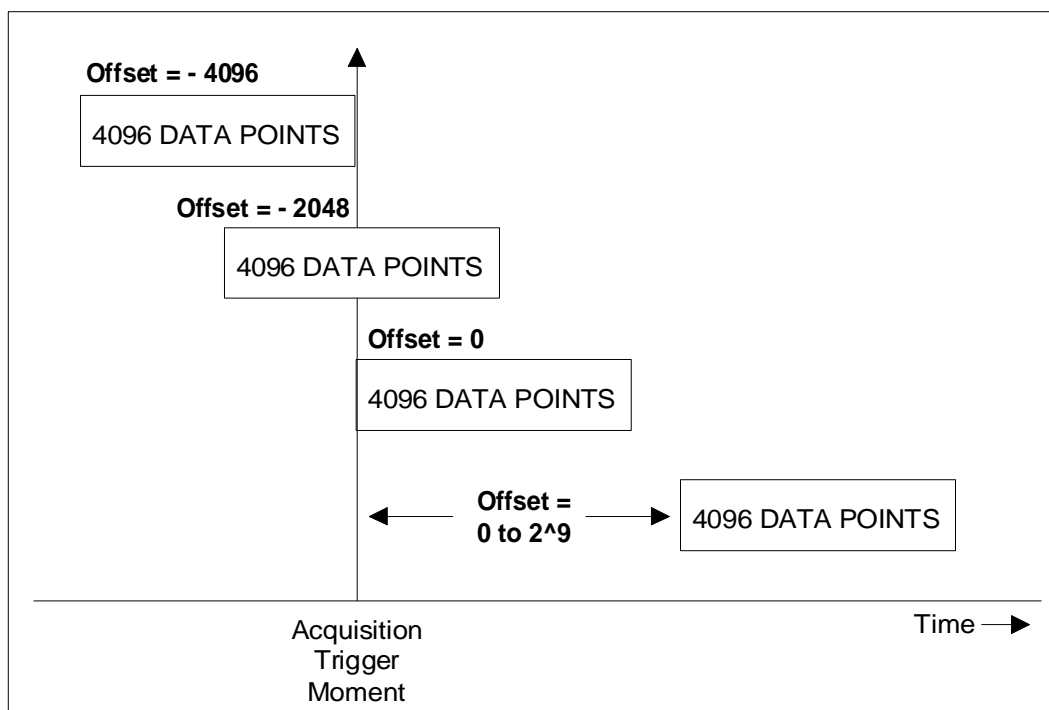 Offset = - 4096
4096 DATA POINTS
Offset = - 2048
4096 DATA POINTS
Offset = 0
4096 DATA POINTS
Offset =
0 to 2^9
4096 DATA POINTS
Time
Acquisition
Trigger
Moment